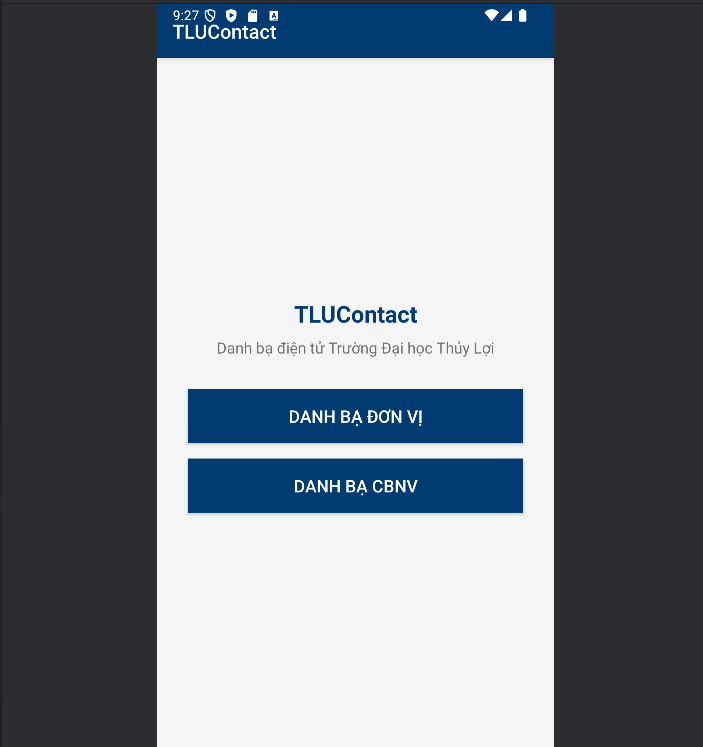 9:27
TLUContact
TLUContact
Danh bạ điện tử Trường Đại học Thủy Lợi
DANH BẠ ĐƠN VỊ
DANH BẠ CBNV